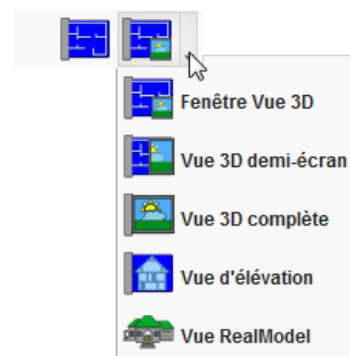 Fenêtre Vue 3D
Vue 3D demi-écran
Vue 3D complète
Vue d'élévation
Vue RealModel